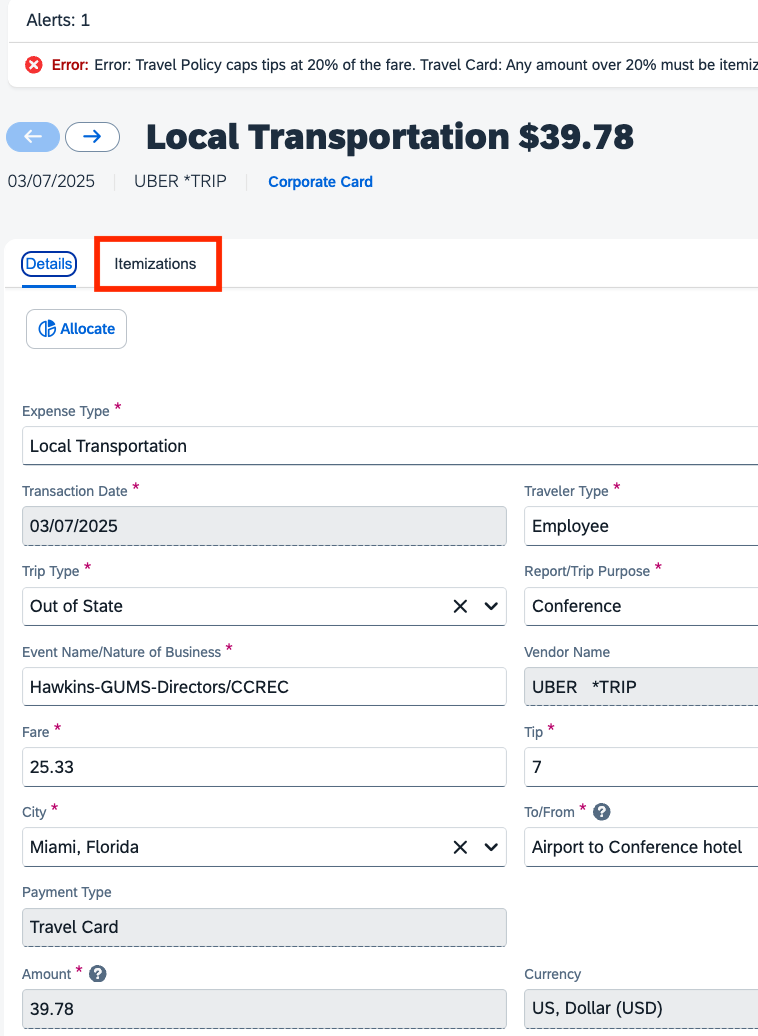 Alerts: 1
Error: Error: Travel Policy caps tips at 20% of the fare. Travel Card: Any amount over 20% must be itemiz
Local Transportation $39.78
03/07/2025 UBER *TRIP Corporate Card
Details Itemizations
Allocate
Expense Type *
Local Transportation
Transaction Date * Traveler Type *
03/07/2025 Employee
Trip Type * Report/Trip Purpose *
Out of State Conference
Event Name/Nature of Business * Vendor Name
Hawkins-GUMS-Directors/CCREC UBER *TRIP
Fare * Tip *
25.33 7
City * To/From * ?
Miami, Florida Airport to Conference hotel
Payment Type
Travel Card
Amount * ? Currency
39.78 US, Dollar (USD)